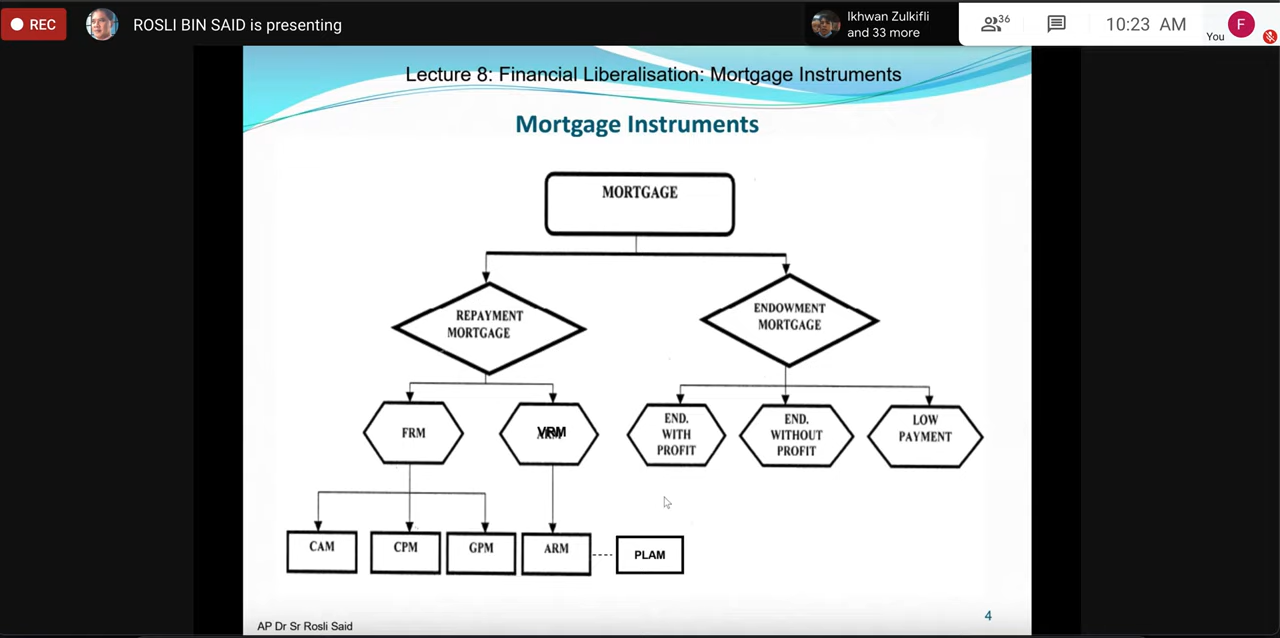 REC
ROSLI BIN SAID is presenting
Ikhwan Zulkifli
and 33 more
36
10:23 AM
You
F
Lecture 8: Financial Liberalisation: Mortgage Instruments
Mortgage Instruments
MORTGAGE
REPAYMENT
MORTGAGE
ENDOWMENT
MORTGAGE
FRM
VRM
END.
WITH
PROFIT
END.
WITHOUT
PROFIT
LOW
PAYMENT
CAM
CPM
GPM
ARM
PLAM
4
AP Dr Sr Rosli Said